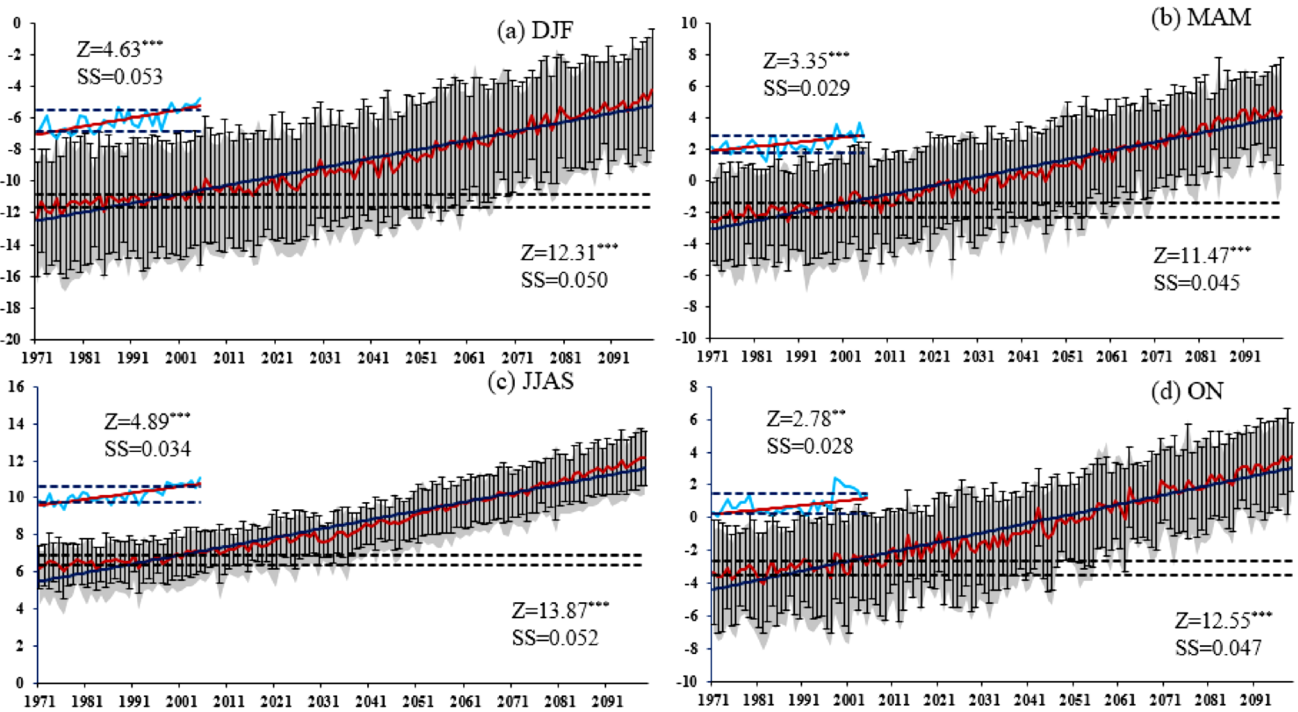 (a) DJF
Z=4.63***
SS=0.053
Z=12.31***
SS=0.050
0
-2
-4
-6
-8
-10
-12
-14
-16
-18
-20
1971 1981 1991 2001 2011 2021 2031 2041 2051 2061 2071 2081 2091
(b) MAM
Z=3.35***
SS=0.029
Z=11.47***
SS=0.045
10
8
6
4
2
0
-2
-4
-6
-8
-10
1971 1981 1991 2001 2011 2021 2031 2041 2051 2061 2071 2081 2091
(c) JJAS
Z=4.89***
SS=0.034
Z=13.87***
SS=0.052
16
14
12
10
8
6
4
2
0
1971 1981 1991 2001 2011 2021 2031 2041 2051 2061 2071 2081 2091
(d) ON
Z=2.78**
SS=0.028
Z=12.55***
SS=0.047
8
6
4
2
0
-2
-4
-6
-8
-10
1971 1981 1991 2001 2011 2021 2031 2041 2051 2061 2071 2081 2091